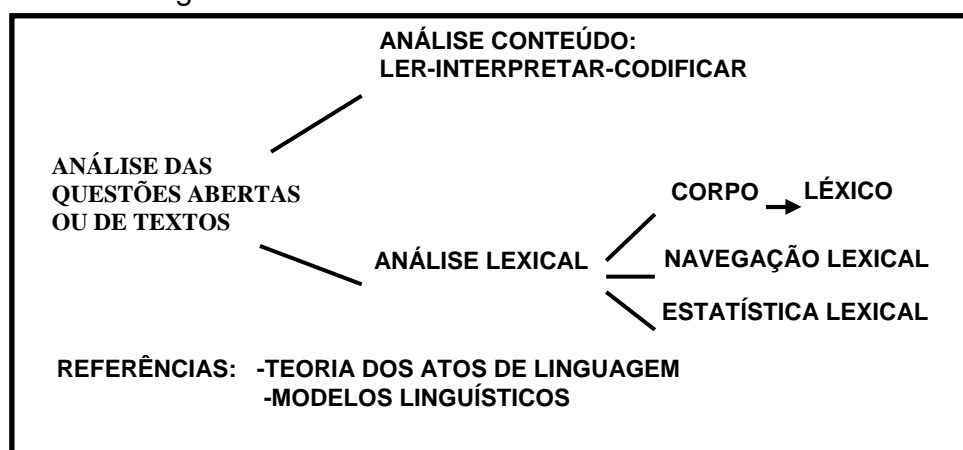 ANÁLISE CONTEÚDO:
LER-INTERPRETAR-CODIFICAR
ANÁLISE DAS
QUESTÕES ABERTAS
OU DE TEXTOS
CORPO LÉXICO
ANÁLISE LEXICAL
NAVEGAÇÃO LEXICAL
ESTATÍSTICA LEXICAL
REFERÊNCIAS: -TEORIA DOS ATOS DE LINGUAGEM
-MODELOS LINGUÍSTICOS